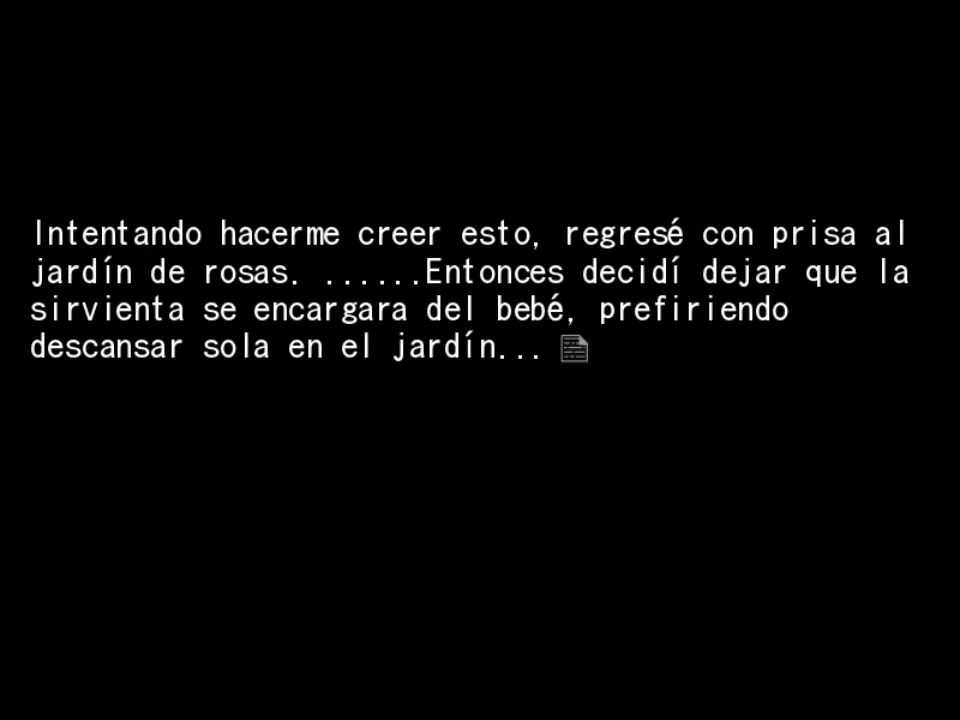 Intentando hacerme creer esto, regresé con prisa al
jardín de rosas. ......Entonces decidí dejar que la
sirvienta se encargara del bebé, prefiriendo
descansar sola en el jardín...